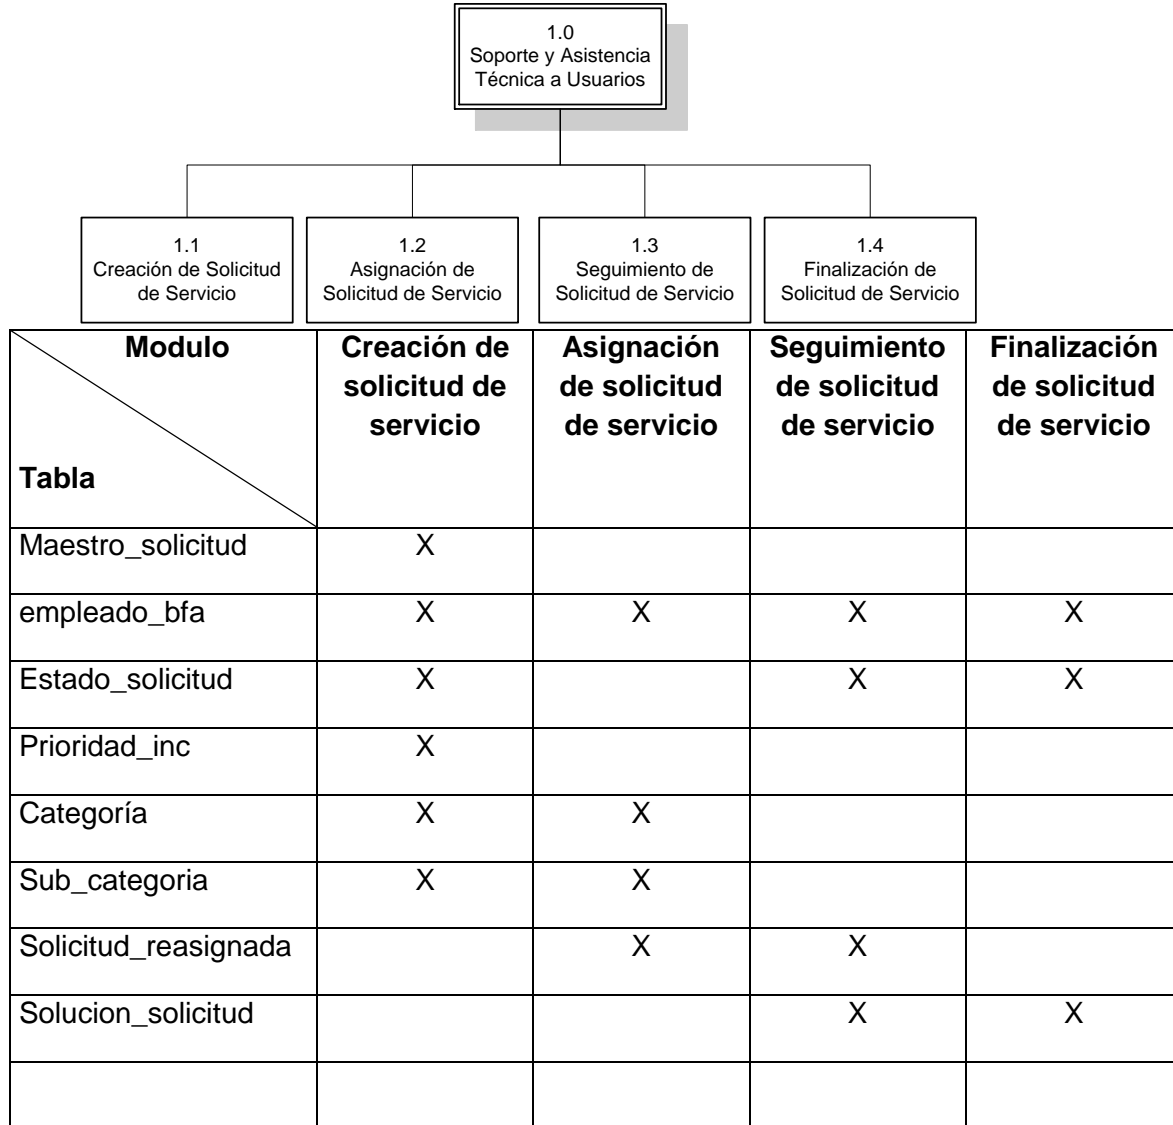 1.0
Soporte y Asistencia
Técnica a Usuarios
1.1
Creación de Solicitud
de Servicio
1.2
Asignación de
Solicitud de Servicio
1.3
Seguimiento de
Solicitud de Servicio
1.4
Finalización de
Solicitud de Servicio
Modulo
Tabla
Creación de
solicitud de
servicio
Asignación
de solicitud
de servicio
Seguimiento
de solicitud
de servicio
Finalización
de solicitud
de servicio
Maestro_solicitud X
empleado_bfa X X X X
Estado_solicitud X X X
Prioridad_inc X
Categoría X X
Sub_categoria X X
Solicitud_reasignada X X
Solucion_solicitud X X